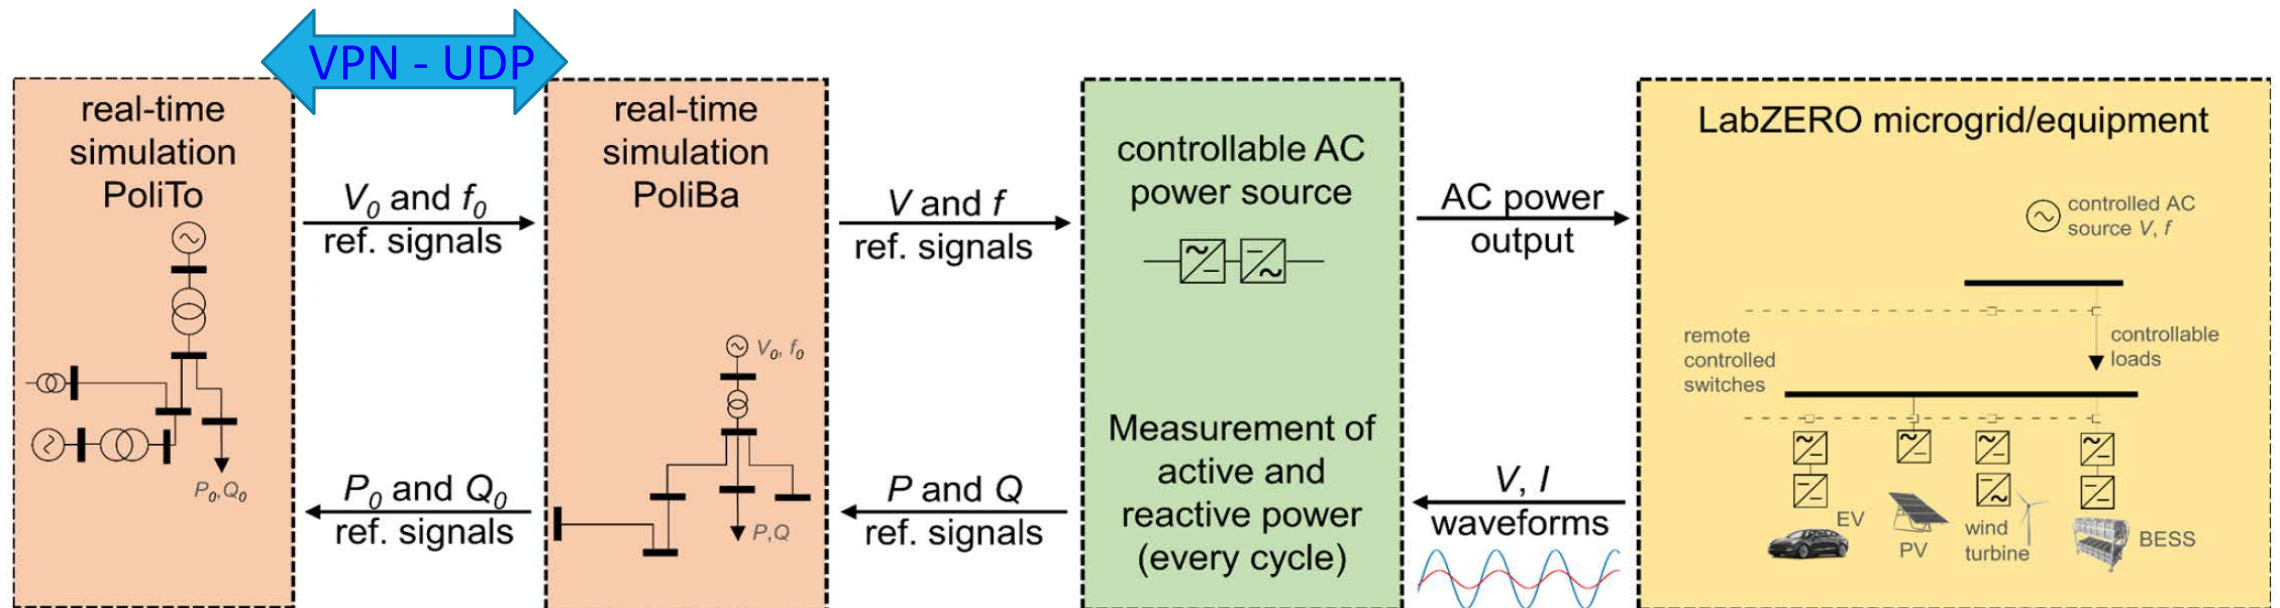 VPN - UDP
real-time
simulation
PoliTo
P₀,Q₀
V₀ and f₀
ref. signals
P₀ and Q₀
ref. signals
real-time
simulation
PoliBa
V₀, f₀
P,Q
V and f
ref. signals
P and Q
ref. signals
controllable AC
power source
Measurement of
active and
reactive power
(every cycle)
AC power
output
V, I
waveforms
LabZERO microgrid/equipment
controlled AC
source V, f
remote
controlled
switches
controllable
loads
EV
PV
wind
turbine
BESS